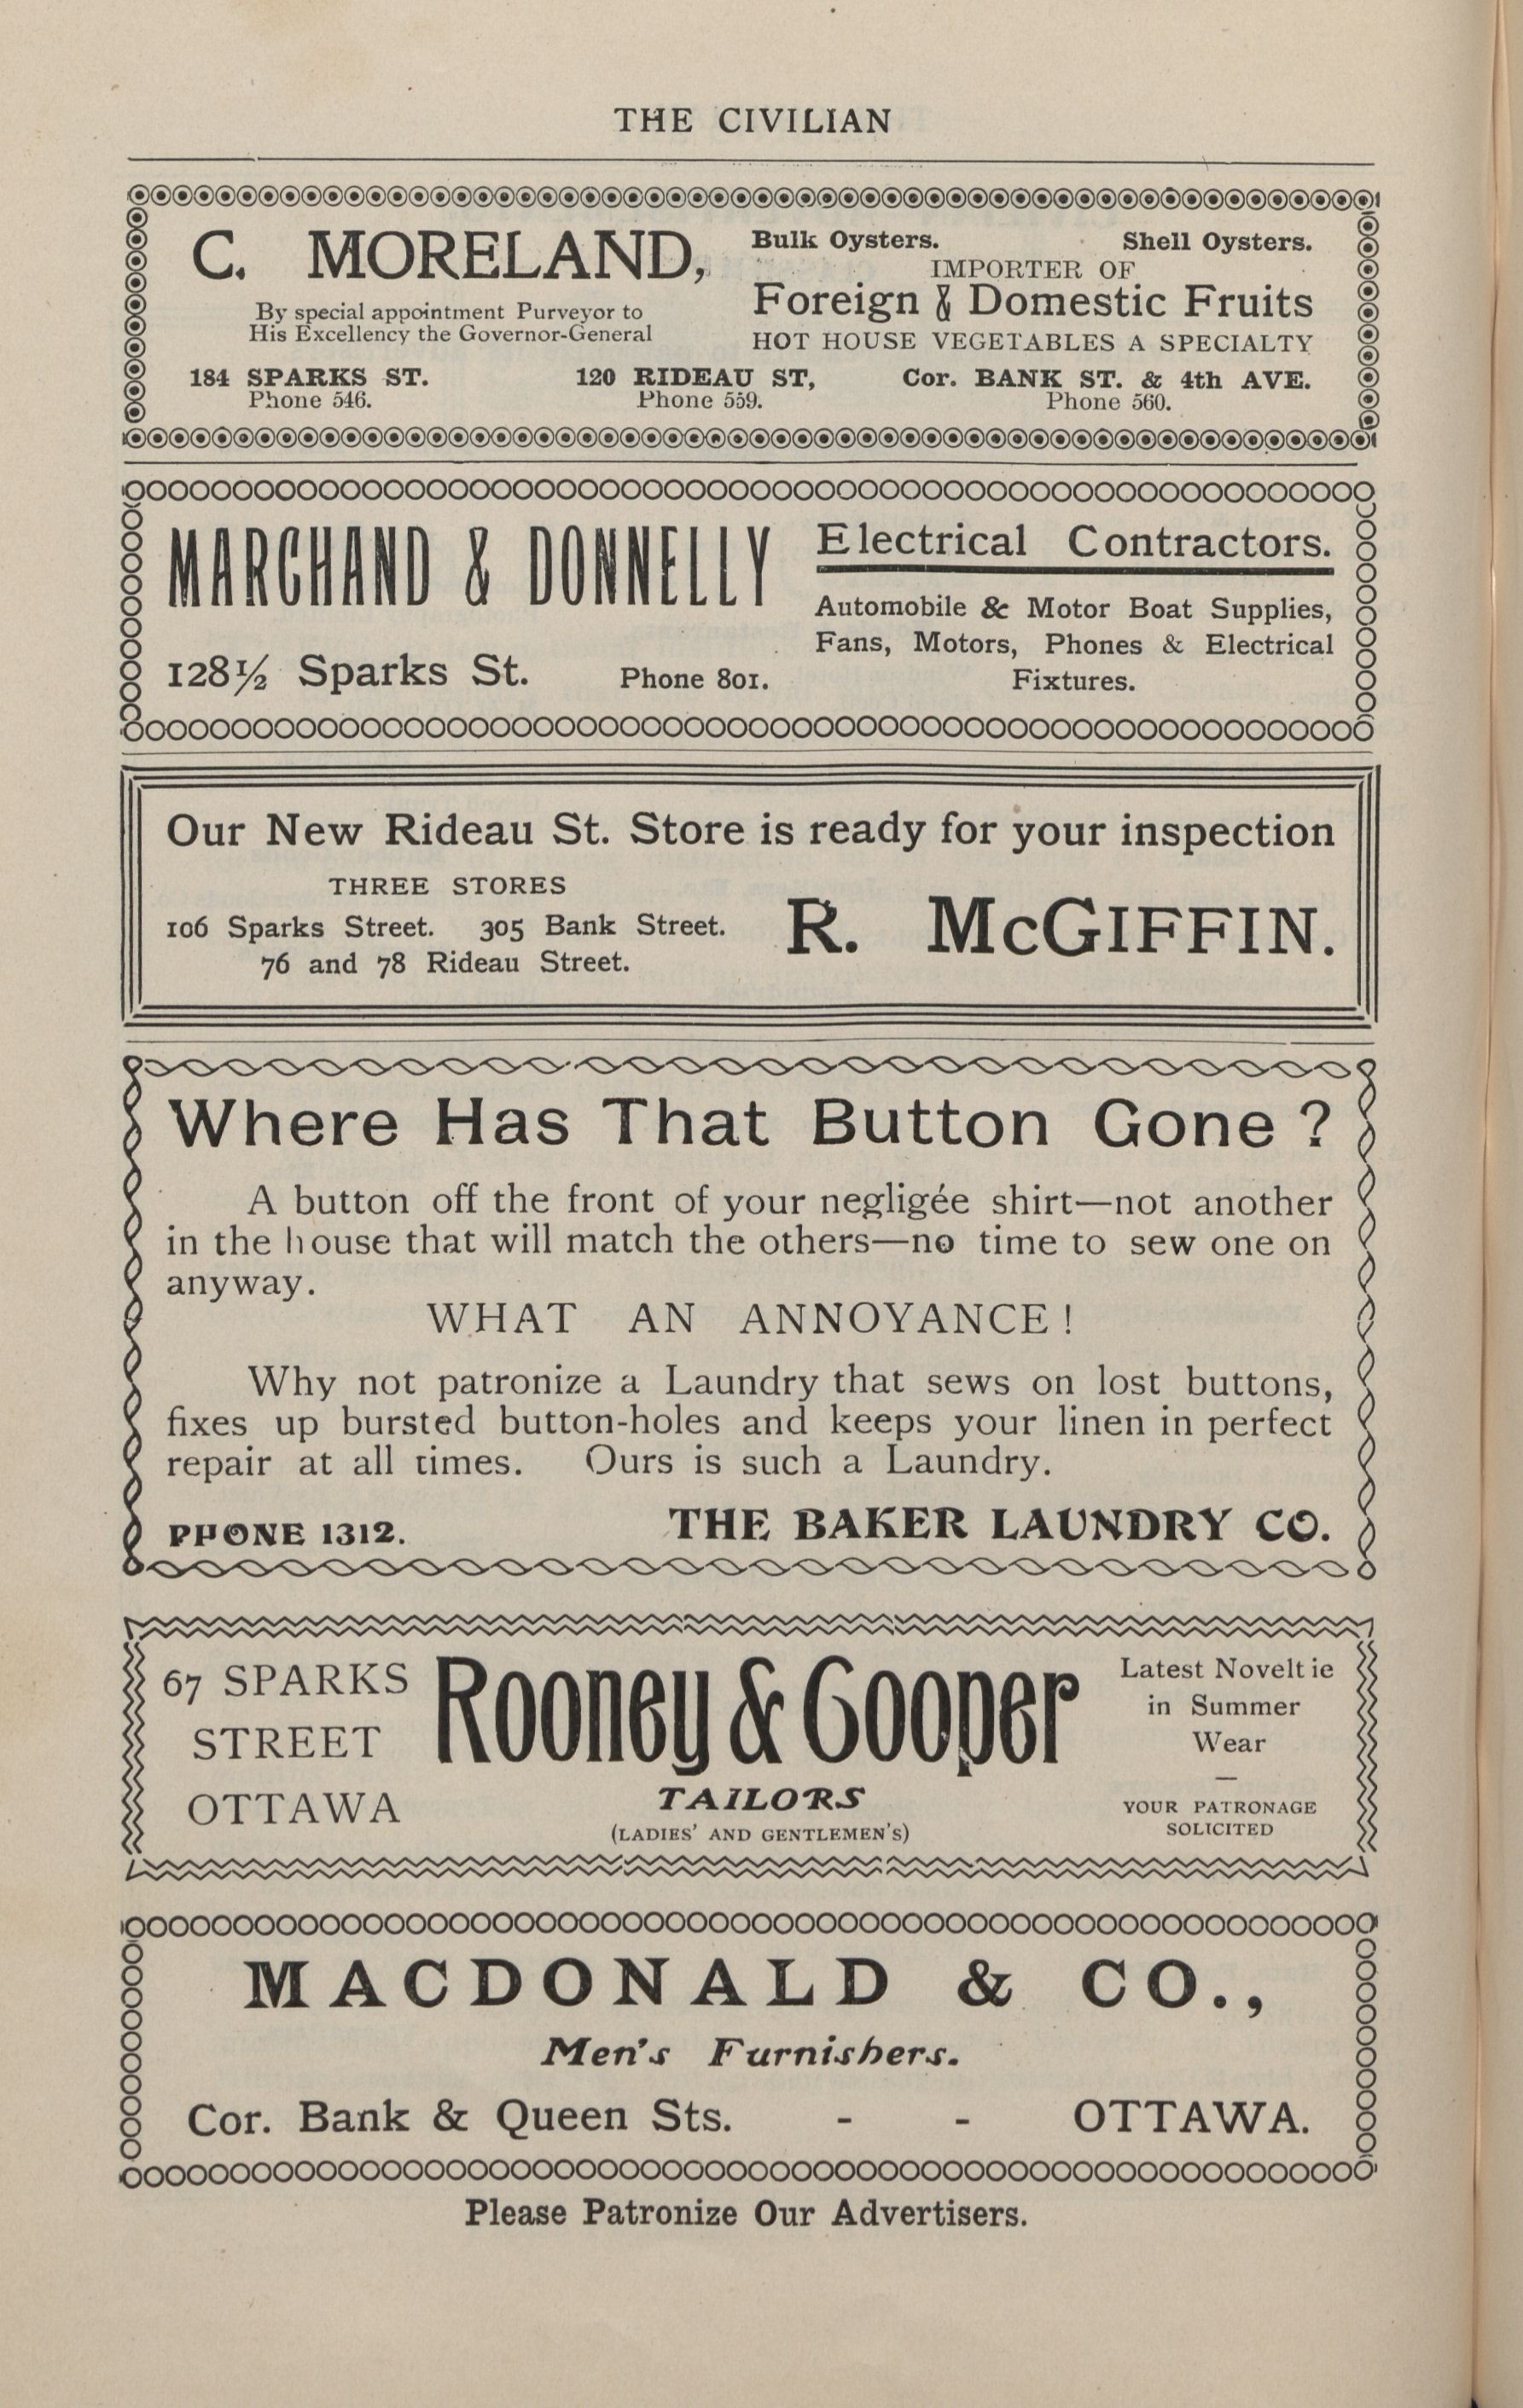 THE CIVILIAN
C. MORELAND,
By special appointment Purveyor to
His Excellency the Governor-General
Bulk Oysters. Shell Oysters.
IMPORTER OF
Foreign & Domestic Fruits
HOT HOUSE VEGETABLES A SPECIALTY
184 SPARKS ST. 120 RIDEAU ST, Cor. BANK ST. & 4th AVE.
Phone 546. Phone 559. Phone 560.
MARCHAND & DONNELLY
128½ Sparks St. Phone 801.
Electrical Contractors.
Automobile & Motor Boat Supplies,
Fans, Motors, Phones & Electrical
Fixtures.
Our New Rideau St. Store is ready for your inspection
THREE STORES
106 Sparks Street. 305 Bank Street.
76 and 78 Rideau Street.
R. McGIFFIN.
Where Has That Button Gone ?
A button off the front of your negligée shirt—not another
in the house that will match the others—no time to sew one on
anyway.
WHAT AN ANNOYANCE !
Why not patronize a Laundry that sews on lost buttons,
fixes up bursted button-holes and keeps your linen in perfect
repair at all times. Ours is such a Laundry.
PHONE 1312. THE BAKER LAUNDRY CO.
67 SPARKS
STREET
OTTAWA
Rooney & Cooper
TAILORS
(LADIES' AND GENTLEMEN'S)
Latest Noveltie
in Summer
Wear
—
YOUR PATRONAGE
SOLICITED
MACDONALD & CO.,
Men's Furnishers.
Cor. Bank & Queen Sts. - - OTTAWA.
Please Patronize Our Advertisers.